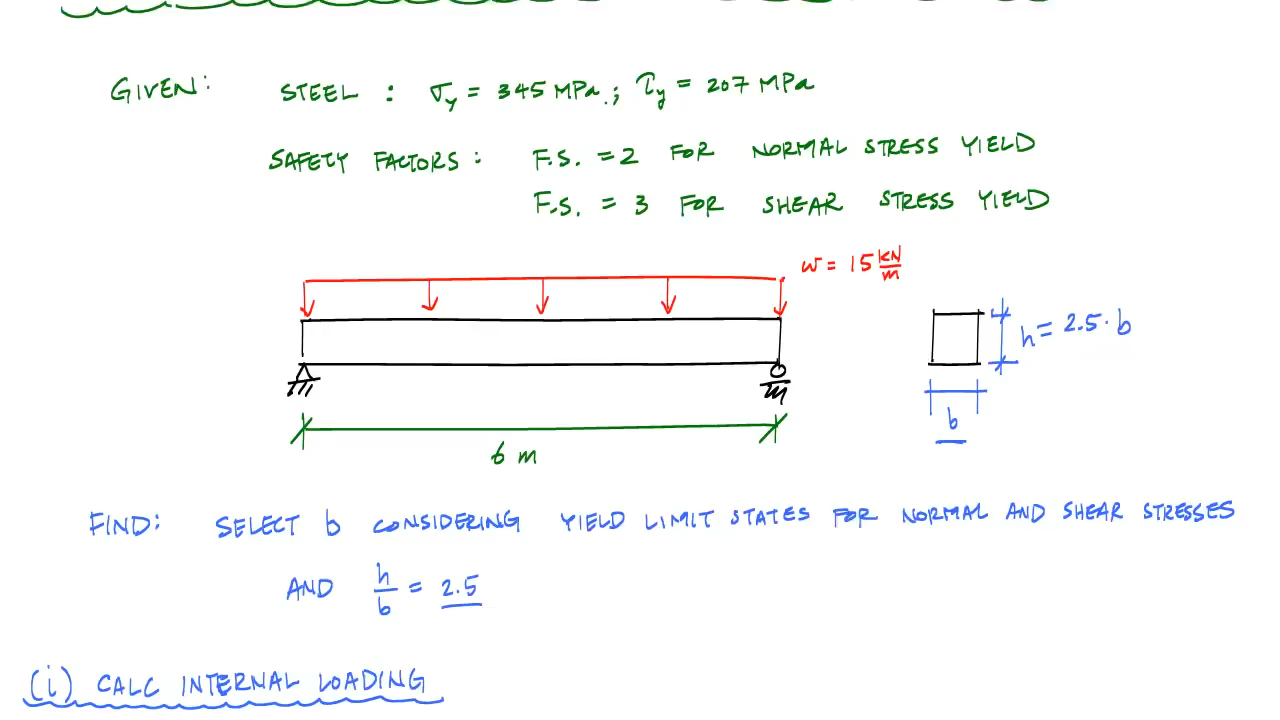 GIVEN: STEEL : σy = 345 MPa ; τy = 207 MPa
SAFETY FACTORS : F.S. = 2 FOR NORMAL STRESS YIELD
F.S. = 3 FOR SHEAR STRESS YIELD
w = 15 kN/m
h = 2.5 · b
b
6 m
FIND: SELECT b CONSIDERING YIELD LIMIT STATES FOR NORMAL AND SHEAR STRESSES
AND h/b = 2.5
(i) CALC INTERNAL LOADING